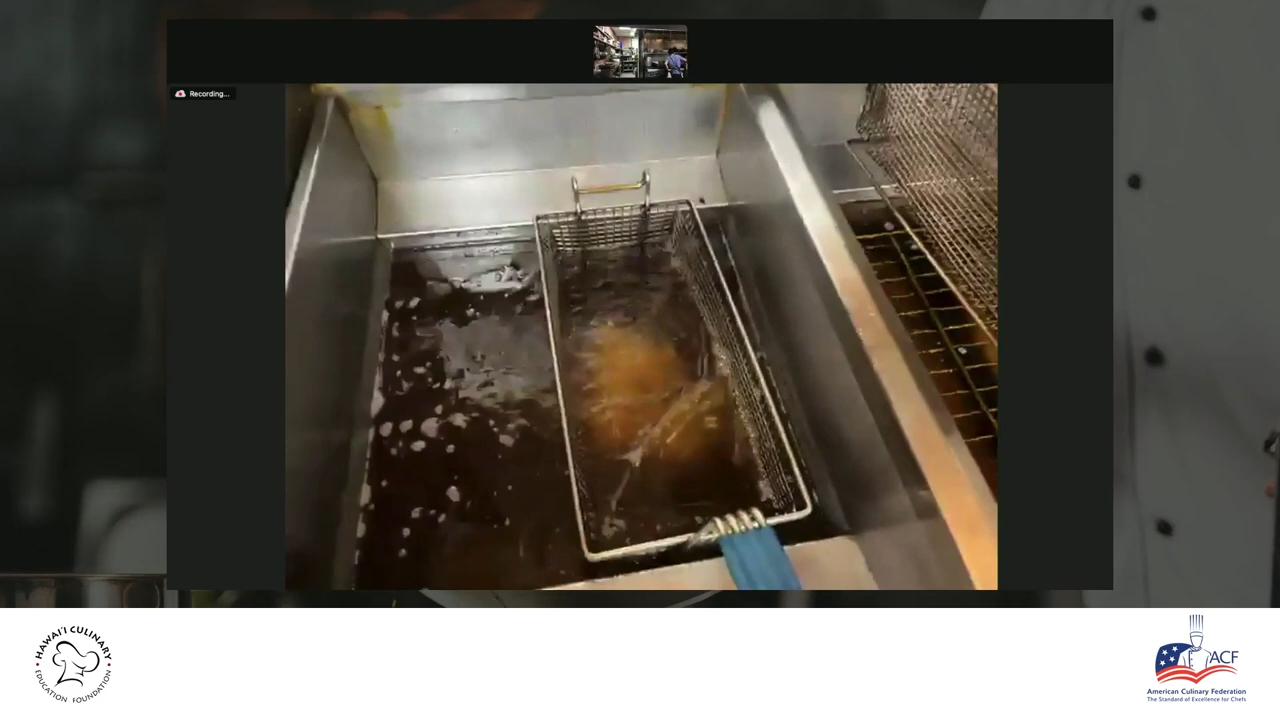 Recording...
HAWAI'I CULINARY
EDUCATION FOUNDATION
ACF
American Culinary Federation
The Standard of Excellence for Chefs